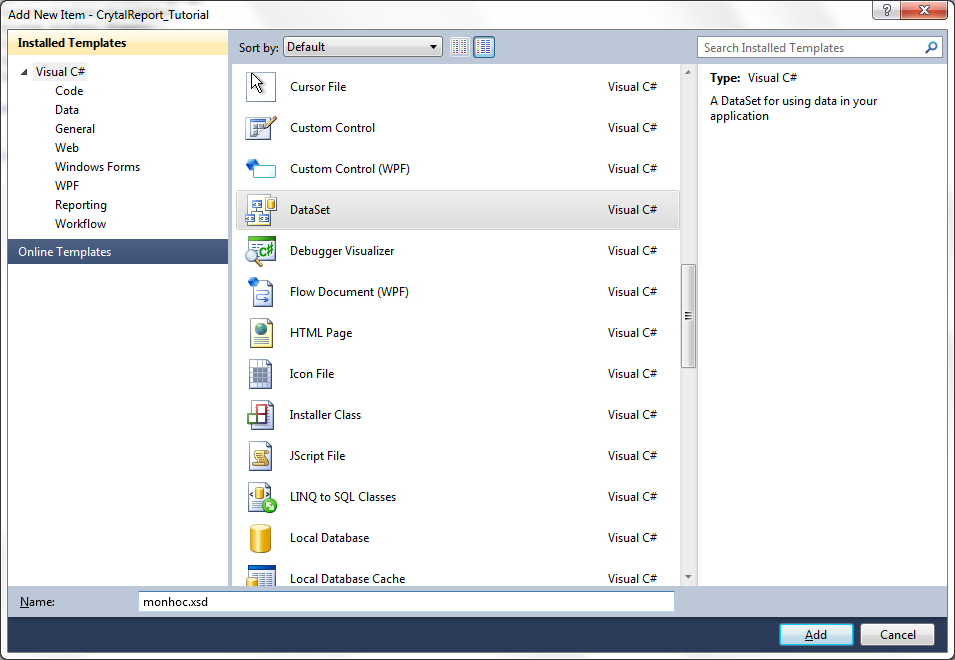 Add New Item - CrytalReport_Tutorial
Installed Templates
Visual C#
Code
Data
General
Web
Windows Forms
WPF
Reporting
Workflow
Online Templates
Sort by: Default
Cursor File Visual C#
Custom Control Visual C#
Custom Control (WPF) Visual C#
DataSet Visual C#
Debugger Visualizer Visual C#
Flow Document (WPF) Visual C#
HTML Page Visual C#
Icon File Visual C#
Installer Class Visual C#
JScript File Visual C#
LINQ to SQL Classes Visual C#
Local Database Visual C#
Local Database Cache Visual C#
Search Installed Templates
Type: Visual C#
A DataSet for using data in your
application
Name: monhoc.xsd
Add Cancel